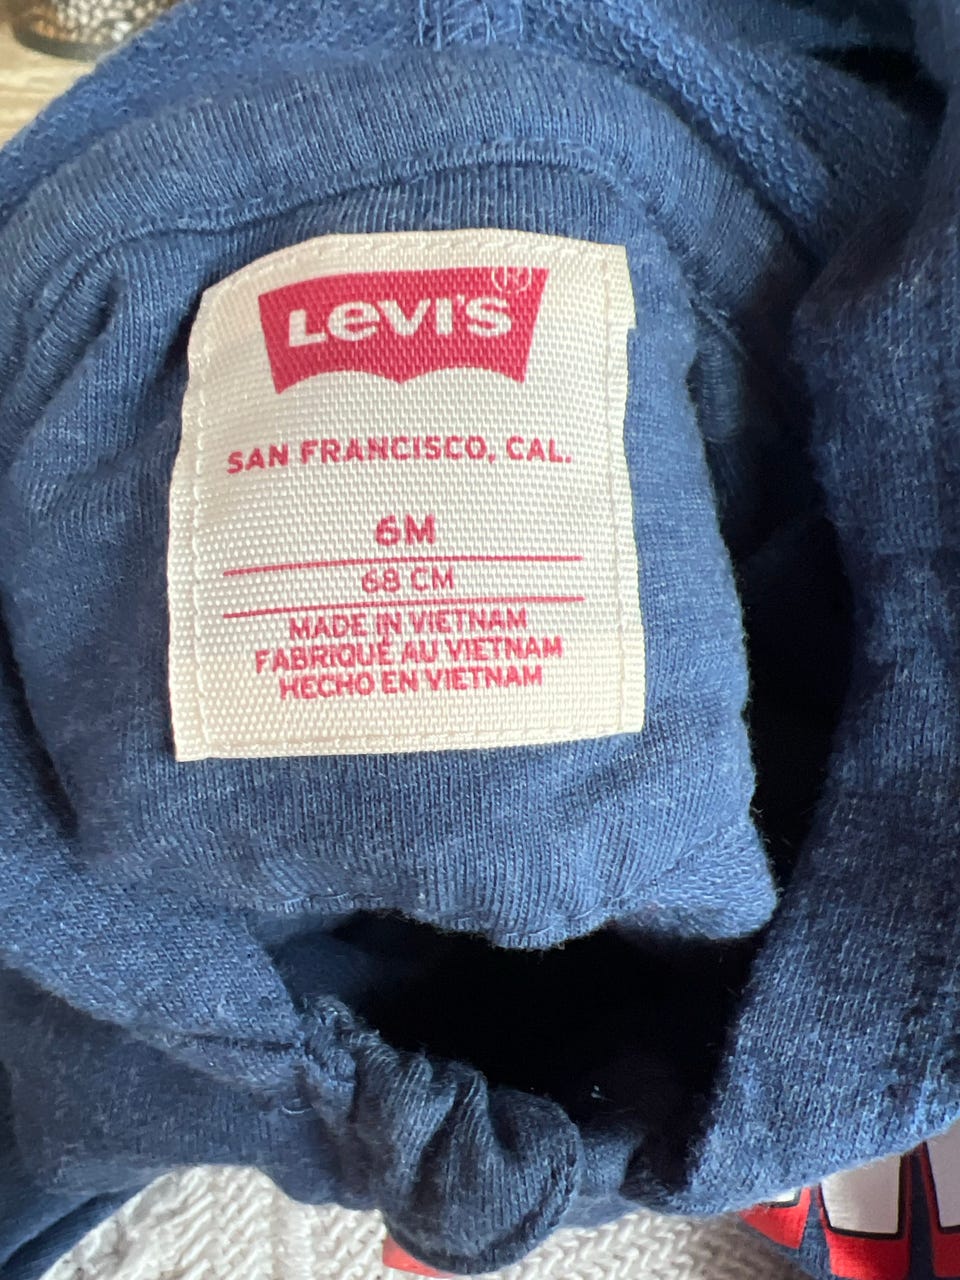 LEVI'S®
SAN FRANCISCO, CAL.
6M
68 CM
MADE IN VIETNAM
FABRIQUÉ AU VIETNAM
HECHO EN VIETNAM